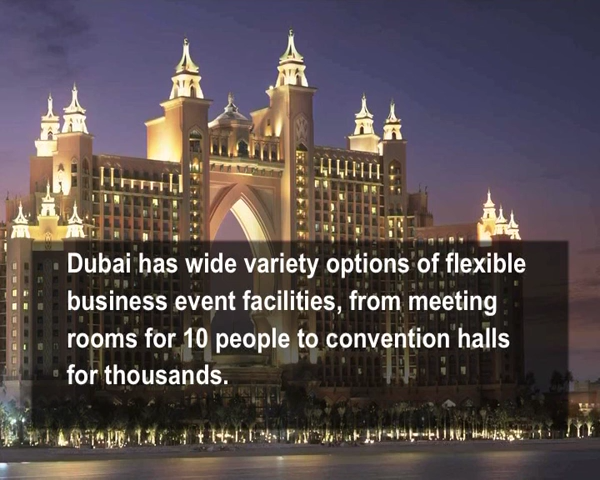 Dubai has wide variety options of flexible
business event facilities, from meeting
rooms for 10 people to convention halls
for thousands.